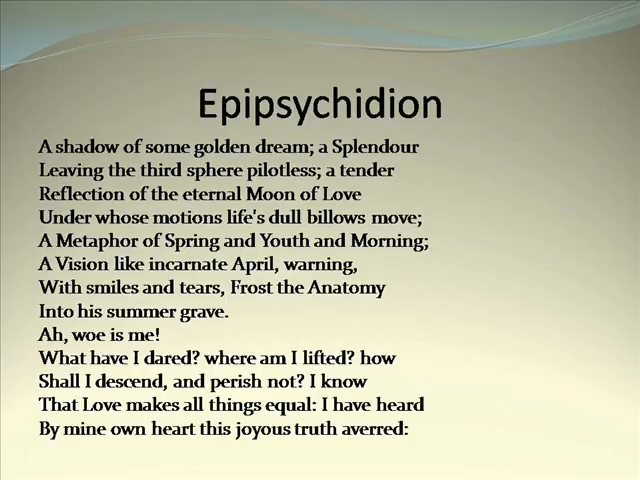 Epipsychidion
A shadow of some golden dream; a Splendour
Leaving the third sphere pilotless; a tender
Reflection of the eternal Moon of Love
Under whose motions life's dull billows move;
A Metaphor of Spring and Youth and Morning;
A Vision like incarnate April, warning,
With smiles and tears, Frost the Anatomy
Into his summer grave.
Ah, woe is me!
What have I dared? where am I lifted? how
Shall I descend, and perish not? I know
That Love makes all things equal: I have heard
By mine own heart this joyous truth averred: